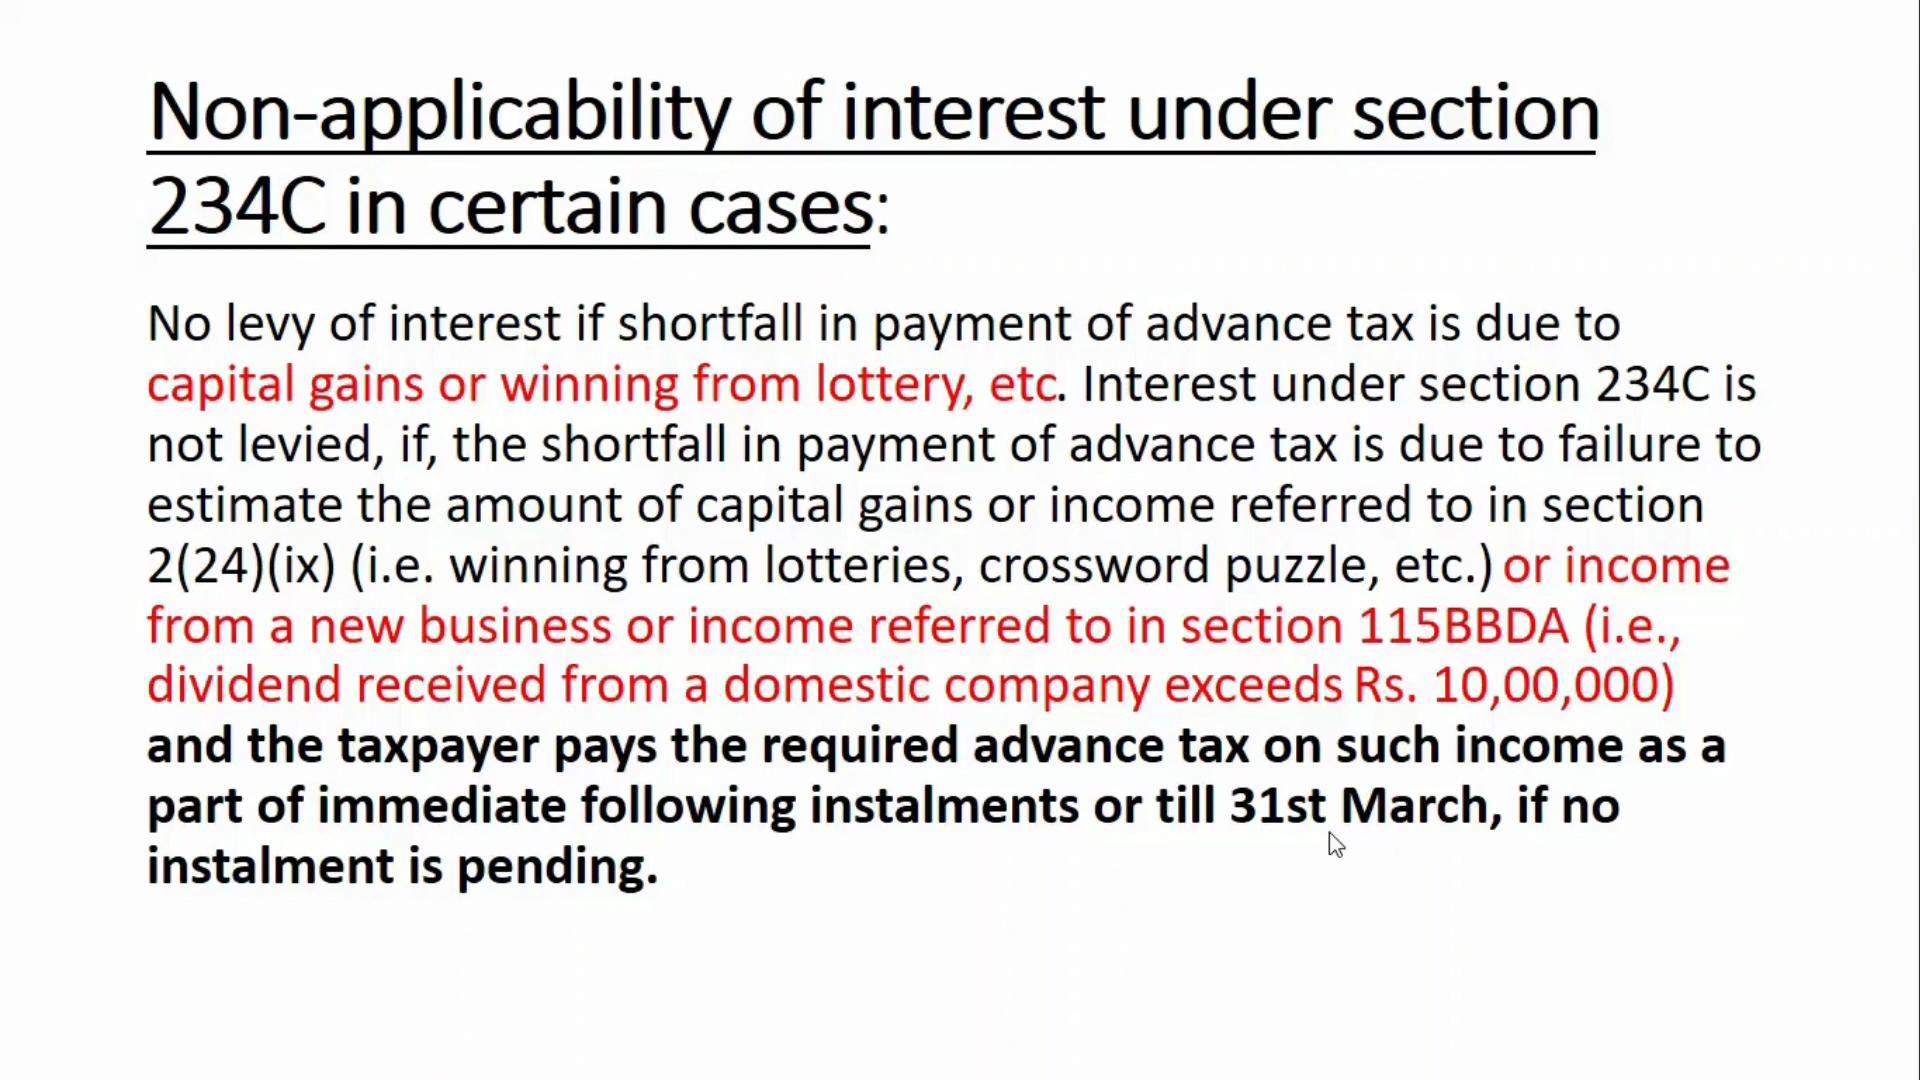 Non-applicability of interest under section
234C in certain cases:
No levy of interest if shortfall in payment of advance tax is due to
capital gains or winning from lottery, etc. Interest under section 234C is
not levied, if, the shortfall in payment of advance tax is due to failure to
estimate the amount of capital gains or income referred to in section
2(24)(ix) (i.e. winning from lotteries, crossword puzzle, etc.) or income
from a new business or income referred to in section 115BBDA (i.e.,
dividend received from a domestic company exceeds Rs. 10,00,000)
and the taxpayer pays the required advance tax on such income as a
part of immediate following instalments or till 31st March, if no
instalment is pending.